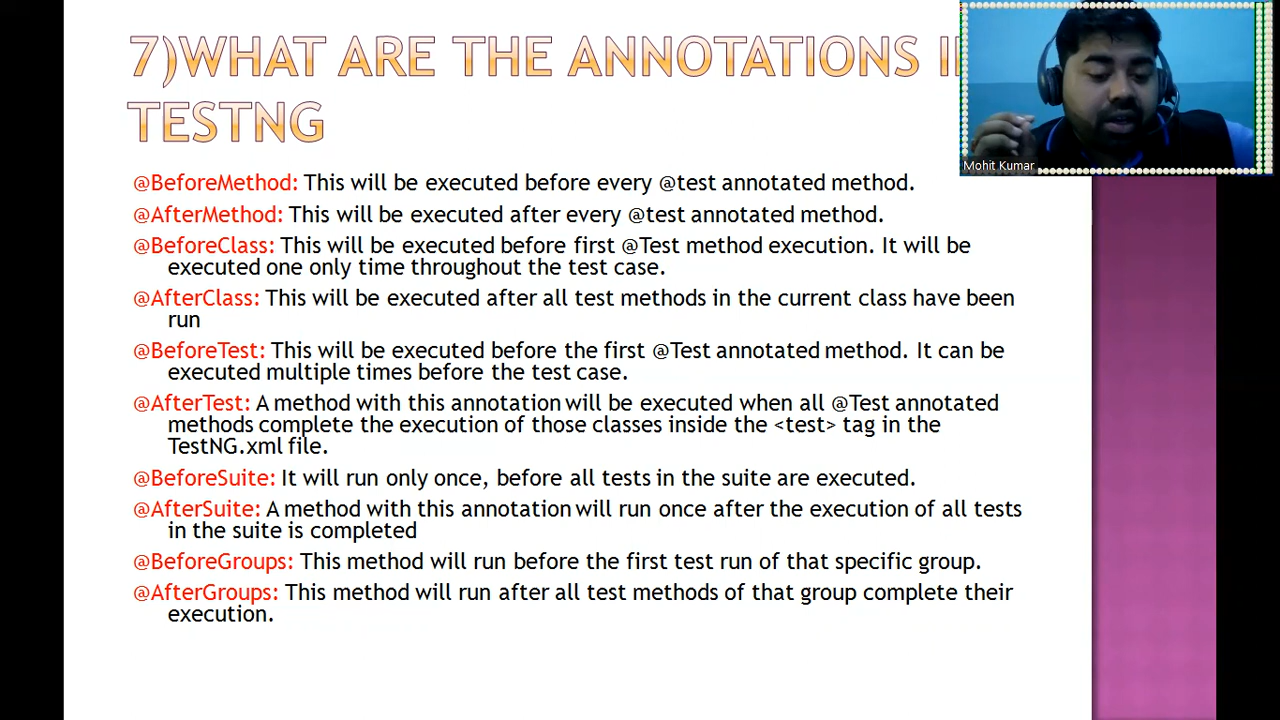 7)WHAT ARE THE ANNOTATIONS
TESTNG
Mohit Kumar
@BeforeMethod: This will be executed before every @test annotated method.
@AfterMethod: This will be executed after every @test annotated method.
@BeforeClass: This will be executed before first @Test method execution. It will be
executed one only time throughout the test case.
@AfterClass: This will be executed after all test methods in the current class have been
run
@BeforeTest: This will be executed before the first @Test annotated method. It can be
executed multiple times before the test case.
@AfterTest: A method with this annotation will be executed when all @Test annotated
methods complete the execution of those classes inside the <test> tag in the
TestNG.xml file.
@BeforeSuite: It will run only once, before all tests in the suite are executed.
@AfterSuite: A method with this annotation will run once after the execution of all tests
in the suite is completed
@BeforeGroups: This method will run before the first test run of that specific group.
@AfterGroups: This method will run after all test methods of that group complete their
execution.